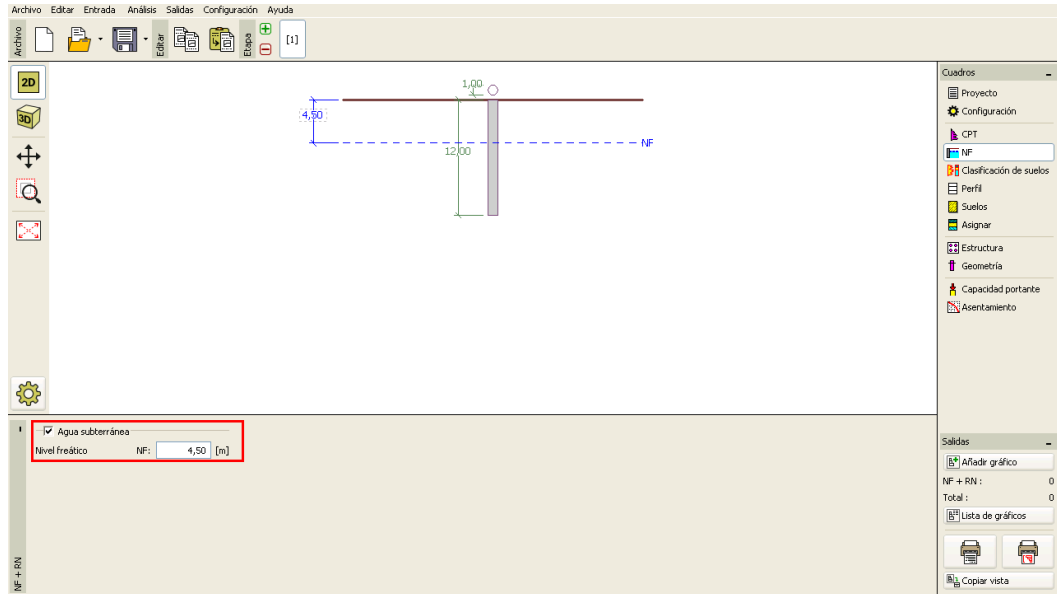 Archivo Editar Entrada Análisis Salidas Configuración Ayuda
Archivo
Editar
Etapa
[1]
2D
3D
1,00
4,50
12,00
NF
Cuadros
Proyecto
Configuración
CPT
NF
Clasificación de suelos
Perfil
Suelos
Asignar
Estructura
Geometría
Capacidad portante
Asentamiento
Agua subterránea
Nivel freático NF: 4,50 [m]
NF + RN
Salidas
Añadir gráfico
NF + RN : 0
Total : 0
Lista de gráficos
Copiar vista